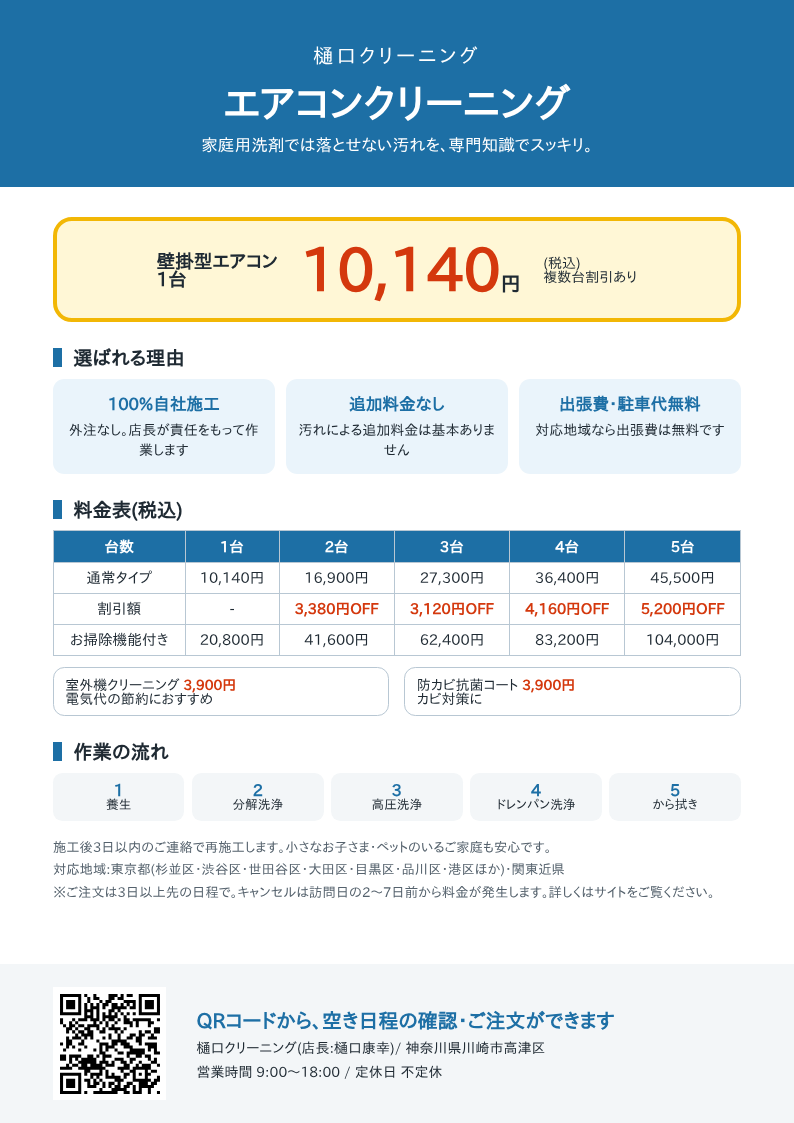 樋口クリーニング
エアコンクリーニング
家庭用洗剤では落とせない汚れを、専門知識でスッキリ。
壁掛型エアコン
1台
10,140円
(税込)
複数台割引あり
選ばれる理由
100%自社施工
外注なし。店長が責任をもって作
業します
追加料金なし
汚れによる追加料金は基本ありま
せん
出張費・駐車代無料
対応地域なら出張費は無料です
料金表(税込)
台数 1台 2台 3台 4台 5台
通常タイプ 10,140円 16,900円 27,300円 36,400円 45,500円
割引額 - 3,380円OFF 3,120円OFF 4,160円OFF 5,200円OFF
お掃除機能付き 20,800円 41,600円 62,400円 83,200円 104,000円
室外機クリーニング 3,900円
電気代の節約におすすめ
防カビ抗菌コート 3,900円
カビ対策に
作業の流れ
1
養生
2
分解洗浄
3
高圧洗浄
4
ドレンパン洗浄
5
から拭き
施工後3日以内のご連絡で再施工します。小さなお子さま・ペットのいるご家庭も安心です。
対応地域:東京都(杉並区・渋谷区・世田谷区・大田区・目黒区・品川区・港区ほか)・関東近県
※ご注文は3日以上先の日程で。キャンセルは訪問日の2〜7日前から料金が発生します。詳しくはサイトをご覧ください。
QRコードから、空き日程の確認・ご注文ができます
樋口クリーニング(店長:樋口康幸)/ 神奈川県川崎市高津区
営業時間 9:00〜18:00 / 定休日 不定休